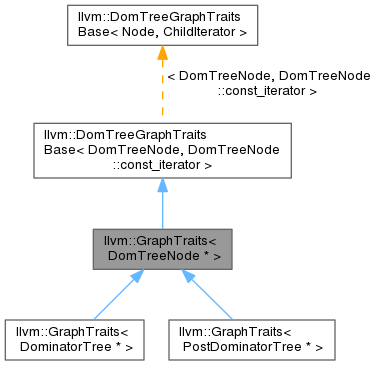 llvm::DomTreeGraphTraits
Base< Node, ChildIterator >
< DomTreeNode, DomTreeNode
::const_iterator >
llvm::DomTreeGraphTraits
Base< DomTreeNode, DomTreeNode
::const_iterator >
llvm::GraphTraits<
DomTreeNode * >
llvm::GraphTraits<
DominatorTree * >
llvm::GraphTraits<
PostDominatorTree * >